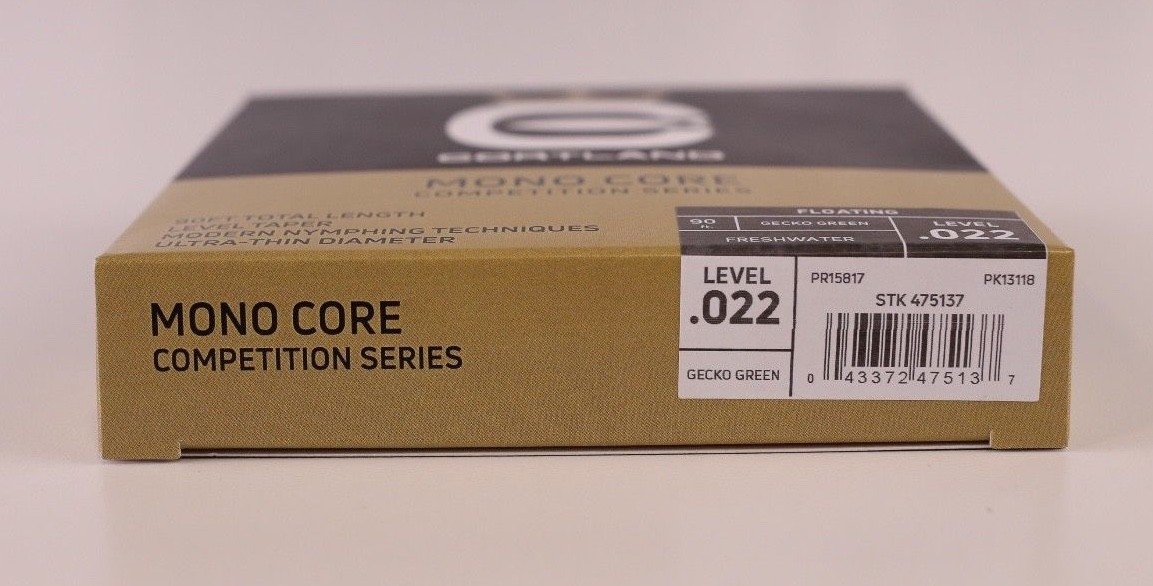 CORTLAND
MONO CORE
COMPETITION SERIES
90FT TOTAL LENGTH
LEVEL TAPER
MODERN NYMPHING TECHNIQUES
ULTRA-THIN DIAMETER
FLOATING
90 ft.
GECKO GREEN
LEVEL
.022
FRESHWATER
MONO CORE
COMPETITION SERIES
LEVEL
.022
GECKO GREEN
PR15817
PK13118
STK 475137
0 43372 47513 7